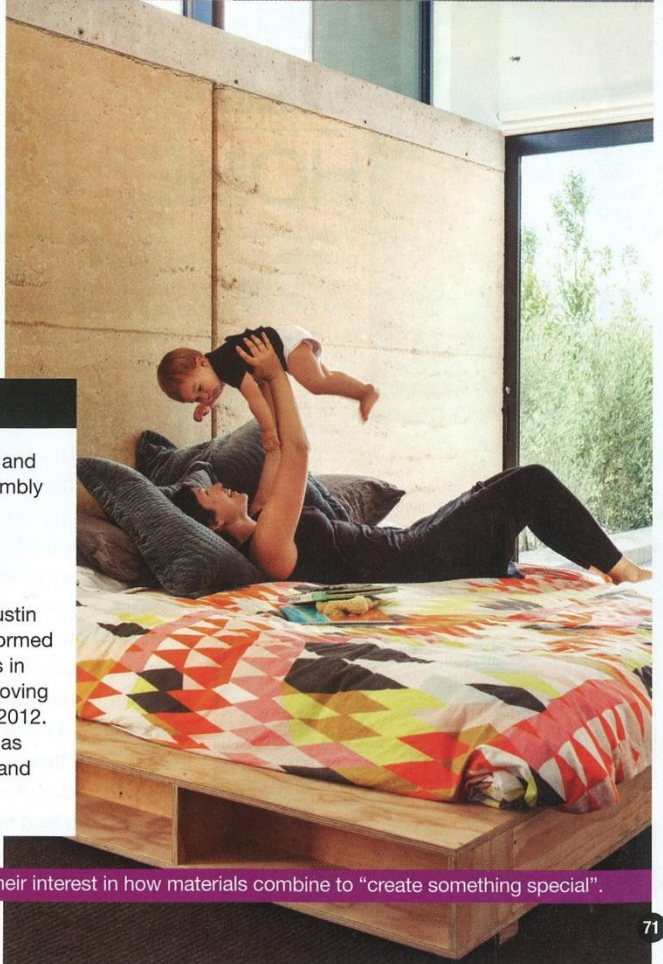 and
mbly
ustin
ormed
s in
oving
2012.
as
and
heir interest in how materials combine to “create something special”.
71